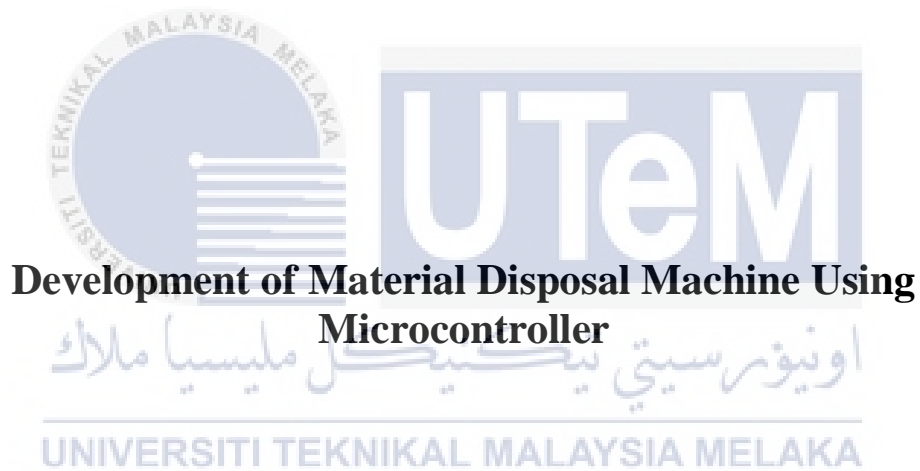 UNIVERSITI TEKNIKAL MALAYSIA MELAKA
UTeM
Development of Material Disposal Machine Using
Microcontroller
اونيۏرسيتي تيكنيكل مليسيا ملاك
UNIVERSITI TEKNIKAL MALAYSIA MELAKA